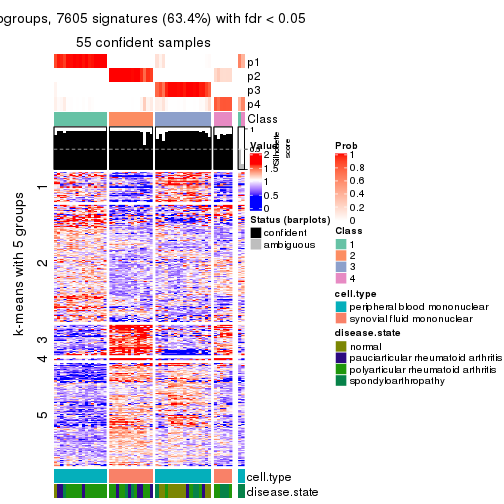 ogroups, 7605 signatures (63.4%) with fdr < 0.05
55 confident samples
p1
p2
p3
p4
Class
1
Silhouette
score
k-means with 5 groups
1
2
3
4
5
Value
2
1.5
1
0.5
0
Status (barplots)
confident
ambiguous
Prob
1
0.8
0.6
0.4
0.2
0
Class
1
2
3
4
cell.type
peripheral blood mononuclear
synovial fluid mononuclear
disease.state
normal
pauciarticular rheumatoid arthritis
polyarticular rheumatoid arthritis
spondyloarthropathy
cell.type
disease.state